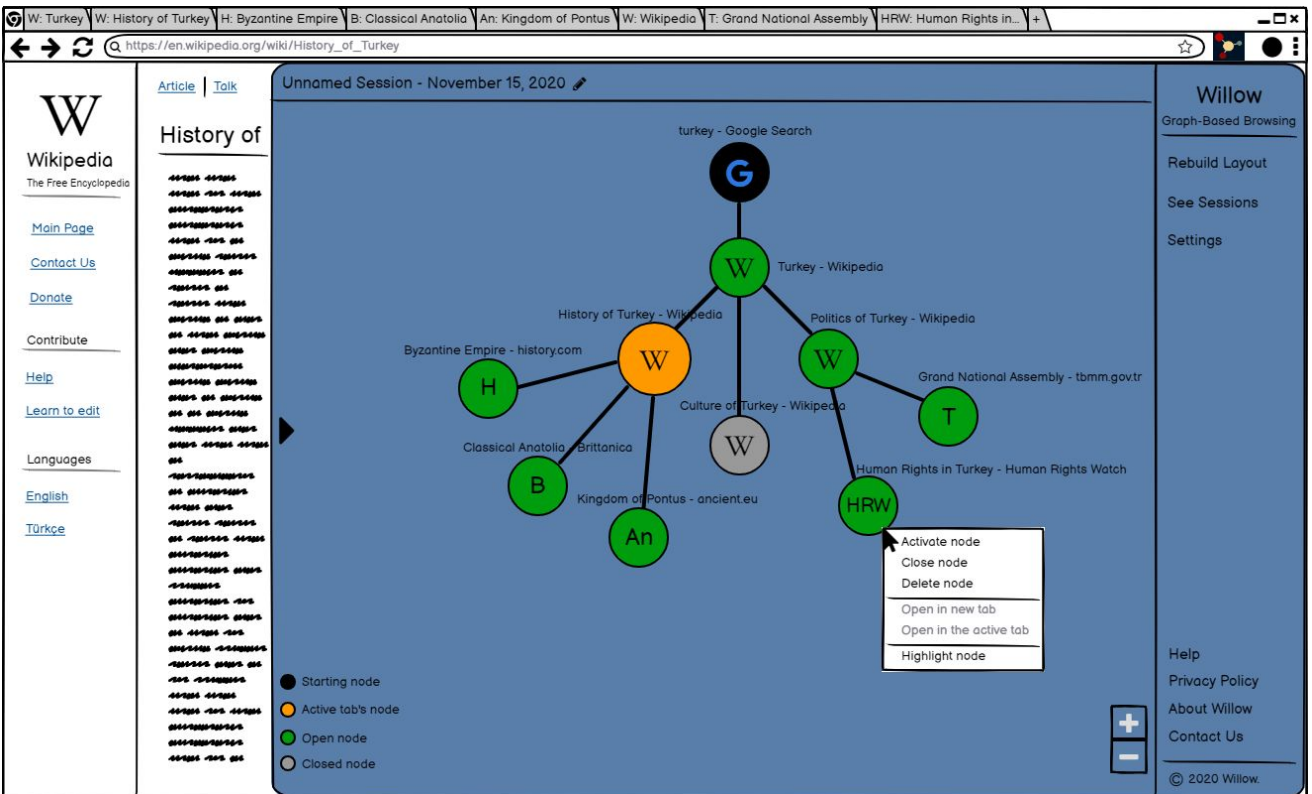 W: Turkey W: History of Turkey H: Byzantine Empire B: Classical Anatolia An: Kingdom of Pontus W: Wikipedia T: Grand National Assembly HRW: Human Rights in... +
https://en.wikipedia.org/wiki/History_of_Turkey
W
Wikipedia
The Free Encyclopedia
Main Page
Contact Us
Donate
Contribute
Help
Learn to edit
Languages
English
Türkçe
Article | Talk
History of
Unnamed Session - November 15, 2020
turkey - Google Search
G
W
Turkey - Wikipedia
History of Turkey - Wikipedia
W
Politics of Turkey - Wikipedia
W
Byzantine Empire - history.com
H
Grand National Assembly - tbmm.gov.tr
T
Culture of Turkey - Wikipedia
W
Classical Anatolia - Brittanica
B
Human Rights in Turkey - Human Rights Watch
HRW
Kingdom of Pontus - ancient.eu
An
Activate node
Close node
Delete node
Open in new tab
Open in the active tab
Highlight node
Starting node
Active tab's node
Open node
Closed node
+
−
Willow
Graph-Based Browsing
Rebuild Layout
See Sessions
Settings
Help
Privacy Policy
About Willow
Contact Us
© 2020 Willow.